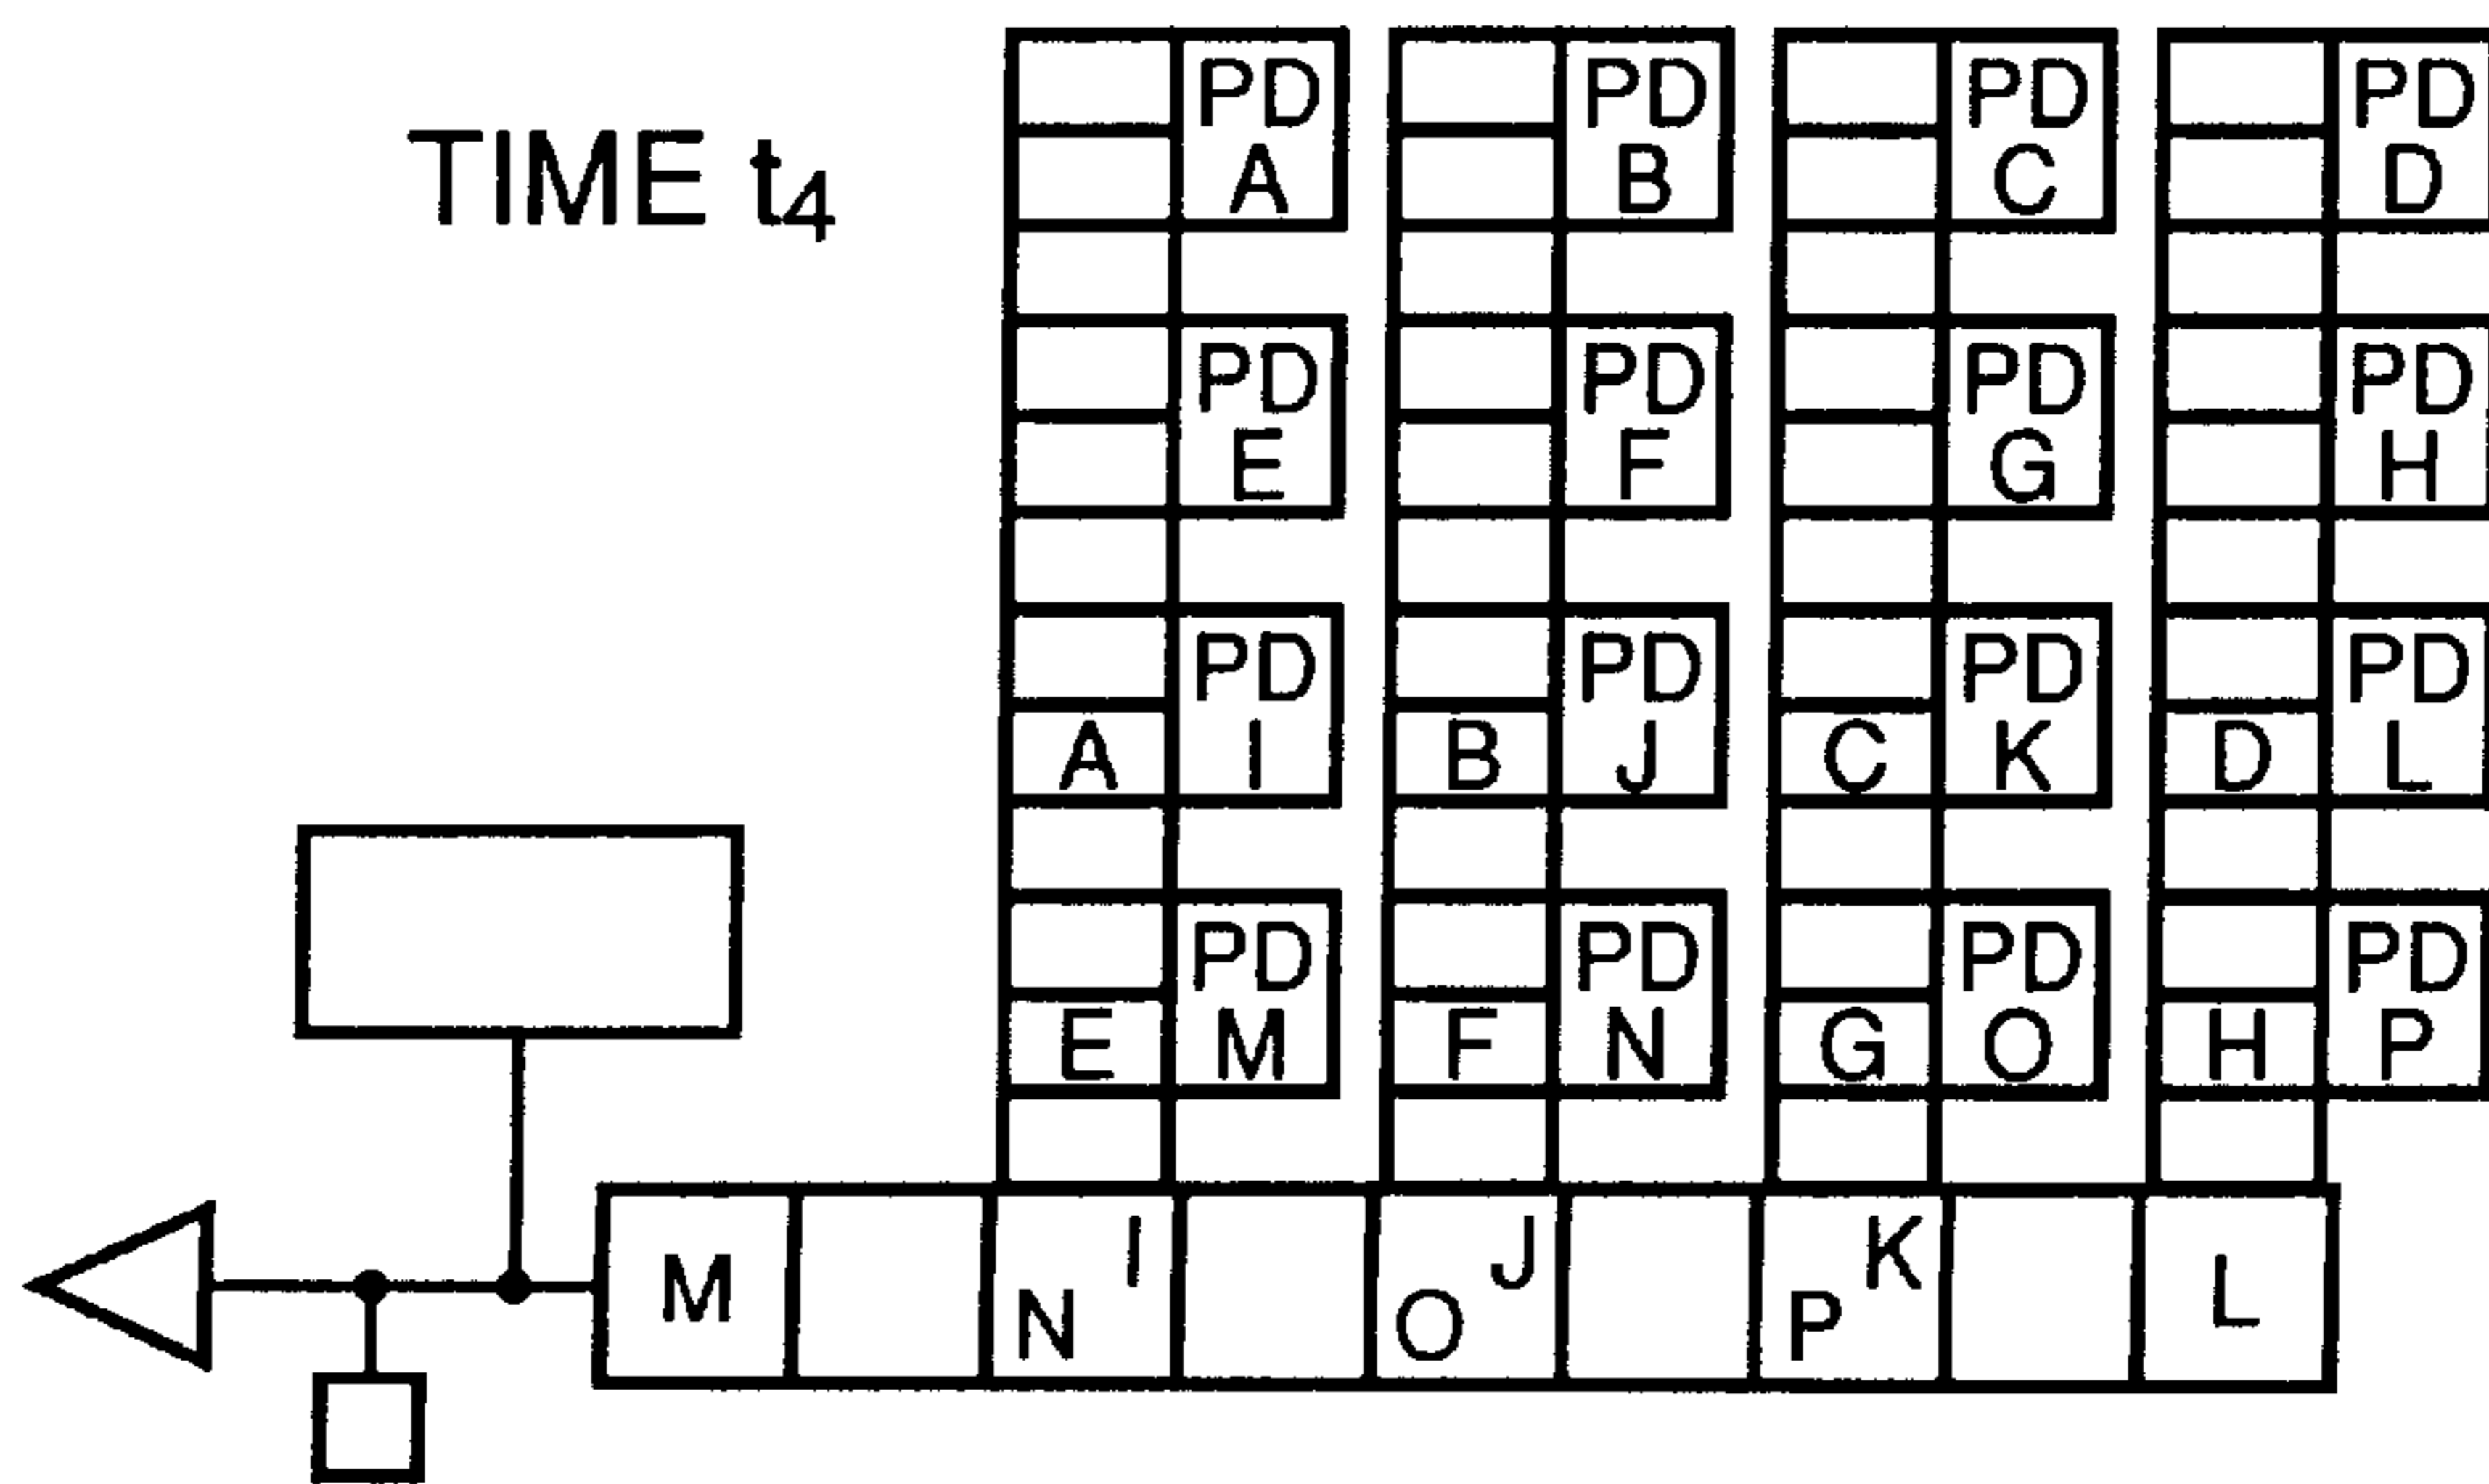 TIME t4
PD PD PD PD
A B C D
PD PD PD PD
E F G H
PD PD PD PD
A I B J C K D L
PD PD PD PD
E M F N G O H P
I J K
M L
N O P